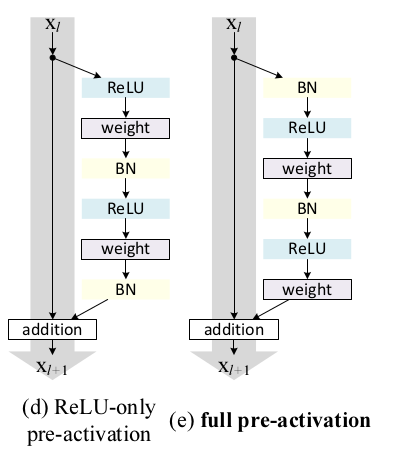 x_l
ReLU
weight
BN
ReLU
weight
BN
addition
x_{l+1}
(d) ReLU-only
pre-activation
x_l
BN
ReLU
weight
BN
ReLU
weight
addition
x_{l+1}
(e) full pre-activation